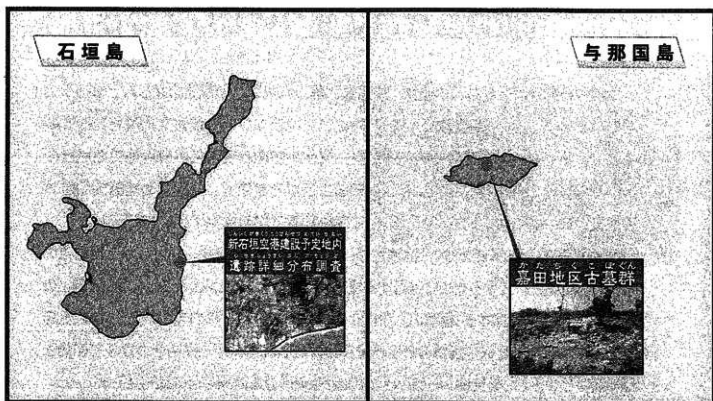 石垣島
新石垣空港建設予定地内
遺跡詳細分布調査
与那国島
かたちくこぼぐん
嘉田地区古墓群